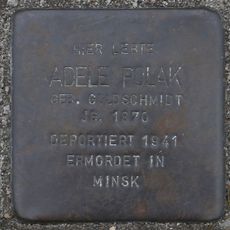 HIER LEBTE
ADELE POLAK
GEB. GOLDSCHMIDT
JG. 1870
DEPORTIERT 1941
ERMORDET IN
MINSK